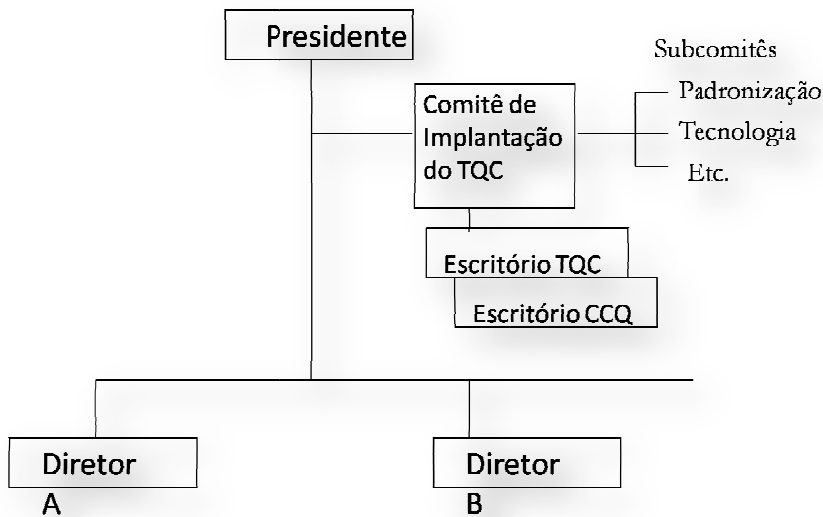 Presidente
Subcomitês
Padronização
Tecnologia
Etc.
Comitê de
Implantação
do TQC
Escritório TQC
Escritório CCQ
Diretor
A
Diretor
B